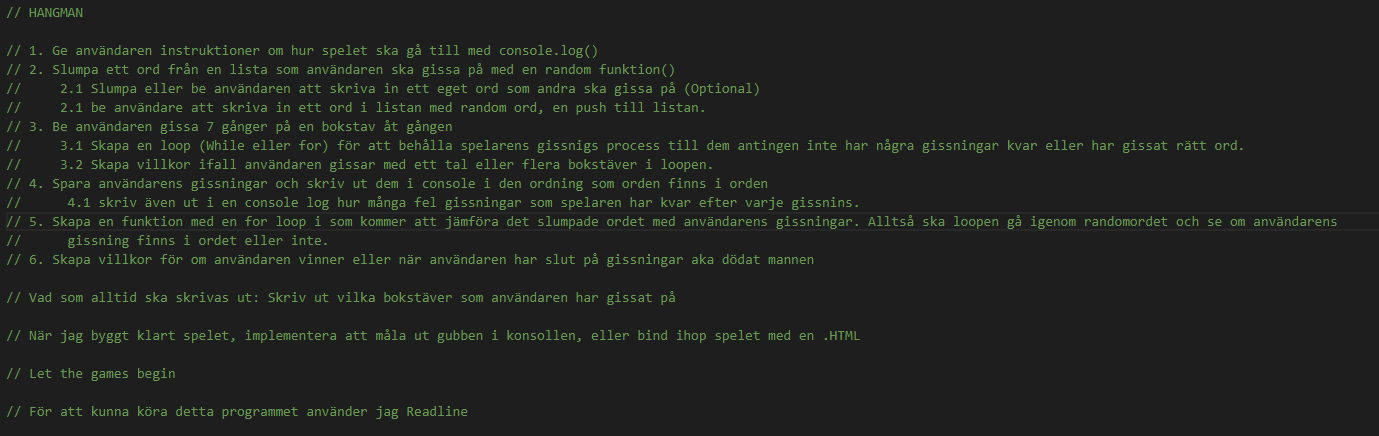 // HANGMAN
// 1. Ge användaren instruktioner om hur spelet ska gå till med console.log()
// 2. Slumpa ett ord från en lista som användaren ska gissa på med en random funktion()
//     2.1 Slumpa eller be användaren att skriva in ett eget ord som andra ska gissa på (Optional)
//     2.1 be användare att skriva in ett ord i listan med random ord, en push till listan.
// 3. Be användaren gissa 7 gånger på en bokstav åt gången
//     3.1 Skapa en loop (While eller for) för att behålla spelarens gissnigs process till dem antingen inte har några gissningar kvar eller har gissat rätt ord.
//     3.2 Skapa villkor ifall användaren gissar med ett tal eller flera bokstäver i loopen.
// 4. Spara användarens gissningar och skriv ut dem i console i den ordning som orden finns i orden
//      4.1 skriv även ut i en console log hur många fel gissningar som spelaren har kvar efter varje gissnins.
// 5. Skapa en funktion med en for loop i som kommer att jämföra det slumpade ordet med användarens gissningar. Alltså ska loopen gå igenom randomordet och se om användarens
//      gissning finns i ordet eller inte.
// 6. Skapa villkor för om användaren vinner eller när användaren har slut på gissningar aka dödat mannen
// Vad som alltid ska skrivas ut: Skriv ut vilka bokstäver som användaren har gissat på
// När jag byggt klart spelet, implementera att måla ut gubben i konsollen, eller bind ihop spelet med en .HTML
// Let the games begin
// För att kunna köra detta programmet använder jag Readline